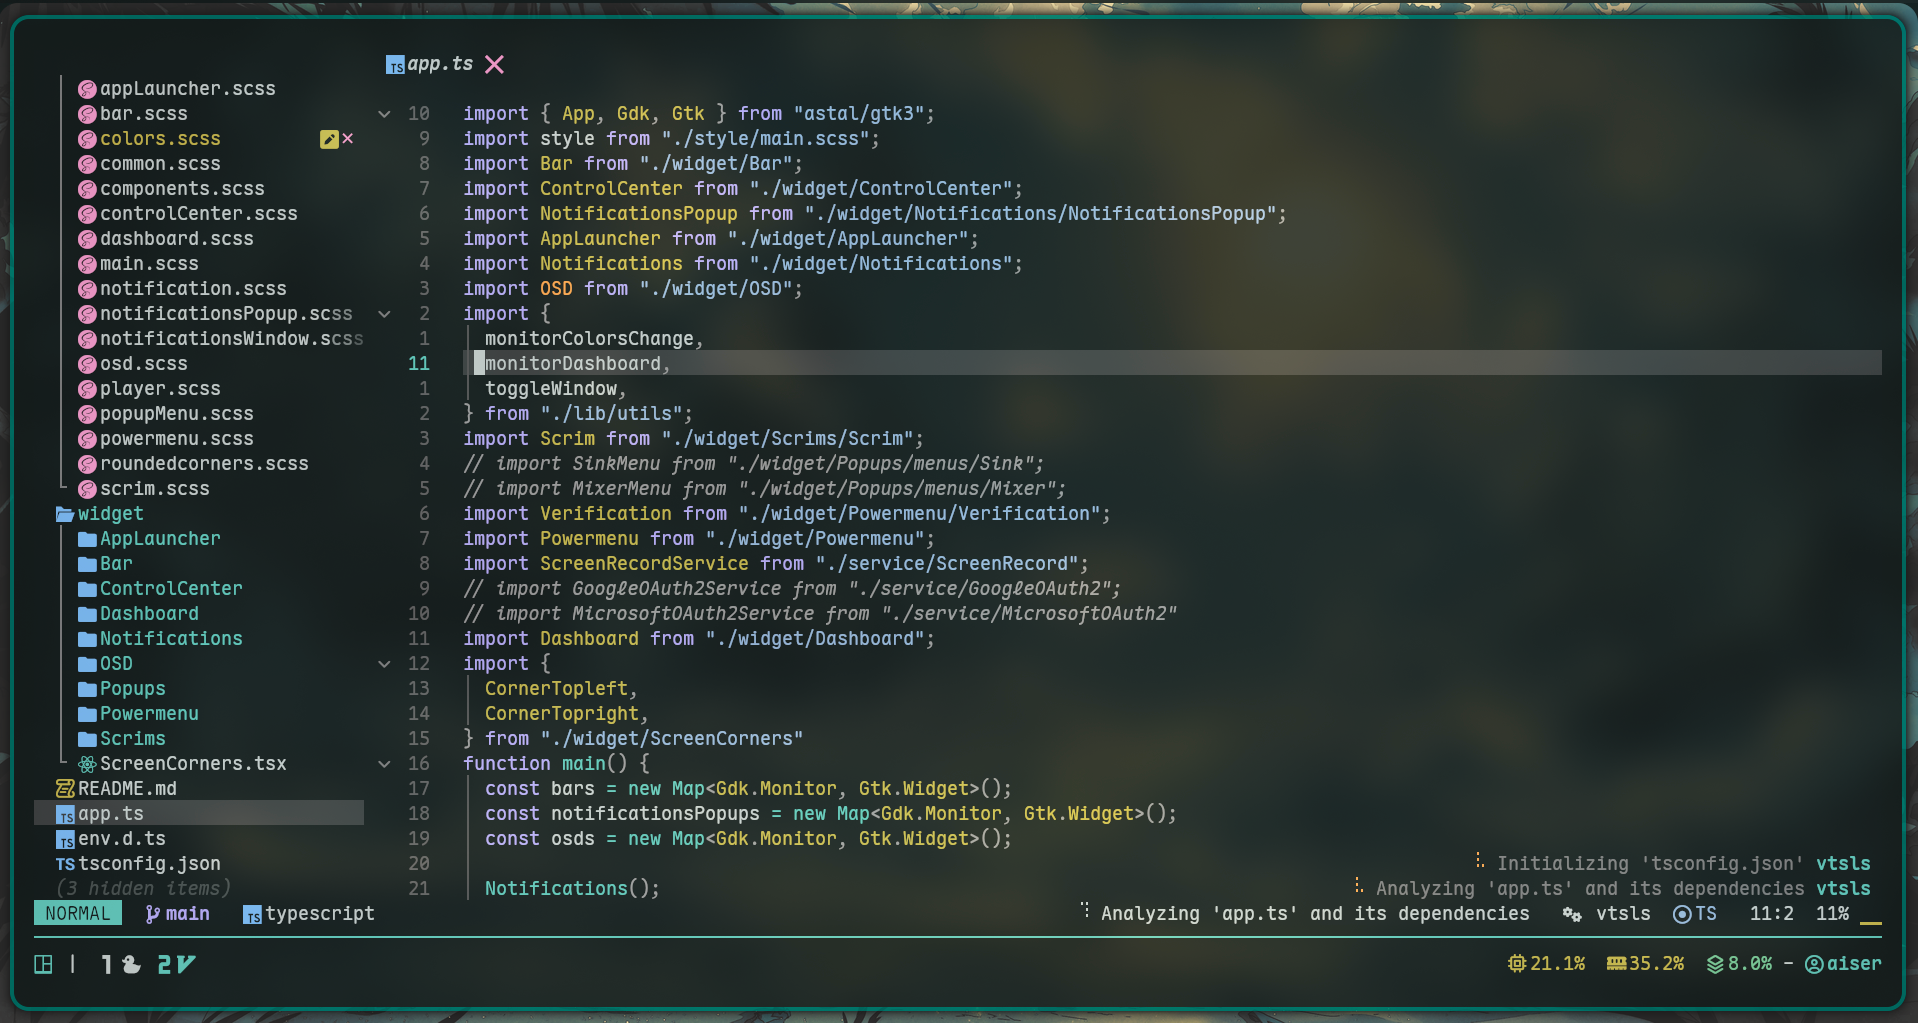 app.ts
appLauncher.scss
bar.scss
colors.scss
common.scss
components.scss
controlCenter.scss
dashboard.scss
main.scss
notification.scss
notificationsPopup.scss
notificationsWindow.scss
osd.scss
player.scss
popupMenu.scss
powermenu.scss
roundedcorners.scss
scrim.scss
widget
AppLauncher
Bar
ControlCenter
Dashboard
Notifications
OSD
Popups
Powermenu
Scrims
ScreenCorners.tsx
README.md
TS app.ts
TS env.d.ts
TS tsconfig.json
(3 hidden items)
10 import { App, Gdk, Gtk } from "astal/gtk3";
9 import style from "./style/main.scss";
8 import Bar from "./widget/Bar";
7 import ControlCenter from "./widget/ControlCenter";
6 import NotificationsPopup from "./widget/Notifications/NotificationsPopup";
5 import AppLauncher from "./widget/AppLauncher";
4 import Notifications from "./widget/Notifications";
3 import OSD from "./widget/OSD";
2 import {
1 monitorColorsChange,
11 monitorDashboard,
1 toggleWindow,
2 } from "./lib/utils";
3 import Scrim from "./widget/Scrims/Scrim";
4 // import SinkMenu from "./widget/Popups/menus/Sink";
5 // import MixerMenu from "./widget/Popups/menus/Mixer";
6 import Verification from "./widget/Powermenu/Verification";
7 import Powermenu from "./widget/Powermenu";
8 import ScreenRecordService from "./service/ScreenRecord";
9 // import GoogleOAuth2Service from "./service/GoogleOAuth2";
10 // import MicrosoftOAuth2Service from "./service/MicrosoftOAuth2"
11 import Dashboard from "./widget/Dashboard";
12 import {
13 CornerTopleft,
14 CornerTopright,
15 } from "./widget/ScreenCorners"
16 function main() {
17 const bars = new Map<Gdk.Monitor, Gtk.Widget>();
18 const notificationsPopups = new Map<Gdk.Monitor, Gtk.Widget>();
19 const osds = new Map<Gdk.Monitor, Gtk.Widget>();
20
21 Notifications();
Initializing 'tsconfig.json' vtsls
Analyzing 'app.ts' and its dependencies vtsls
NORMAL main TS typescript Analyzing 'app.ts' and its dependencies vtsls TS 11:2 11%
| 1 2 21.1% 35.2% 8.0% - aiser